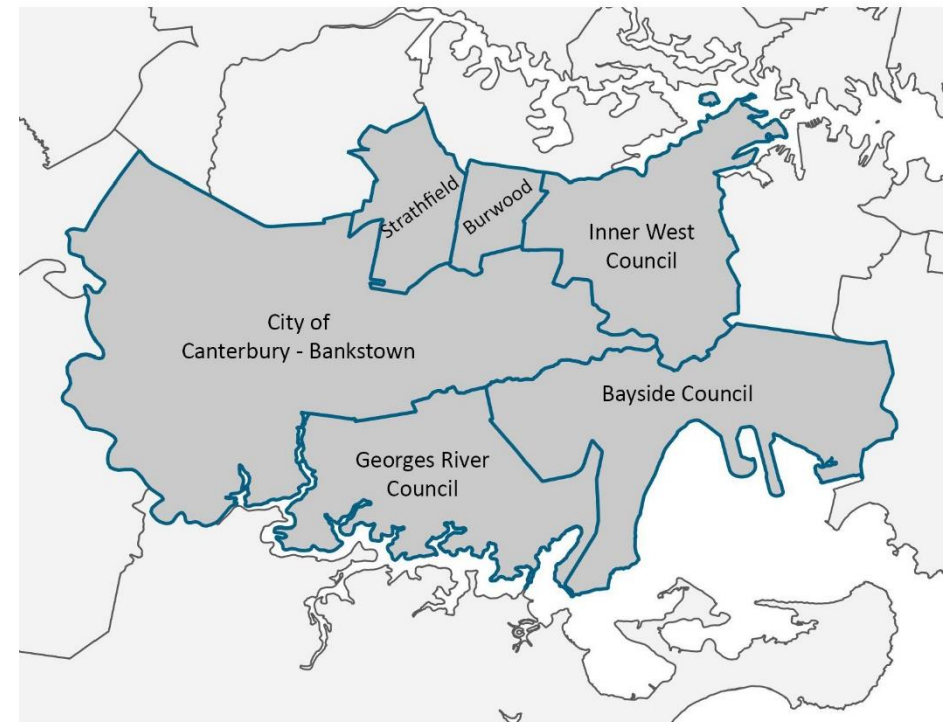 Strathfield
Burwood
Inner West
Council
City of
Canterbury - Bankstown
Bayside Council
Georges River
Council